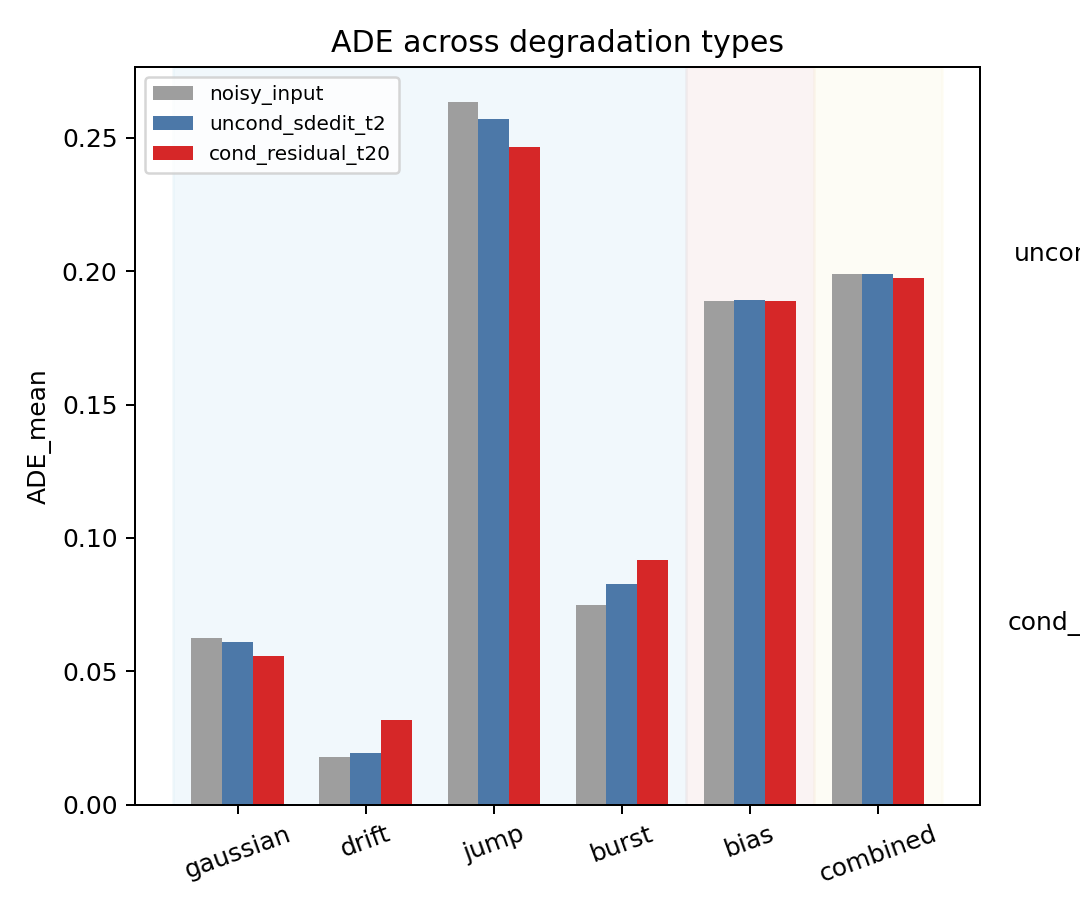 ADE across degradation types
noisy_input
uncond_sdedit_t2
cond_residual_t20
ADE_mean
0.25
0.20
0.15
0.10
0.05
0.00
gaussian
drift
jump
burst
bias
combined
uncon
cond_